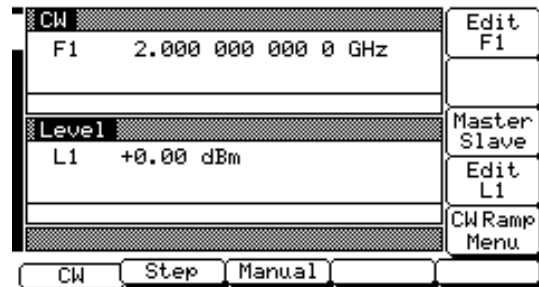 CW
F1 2.000 000 000 0 GHz
Level
L1 +0.00 dBm
Edit
F1
Master
Slave
Edit
L1
CW Ramp
Menu
CW Step Manual